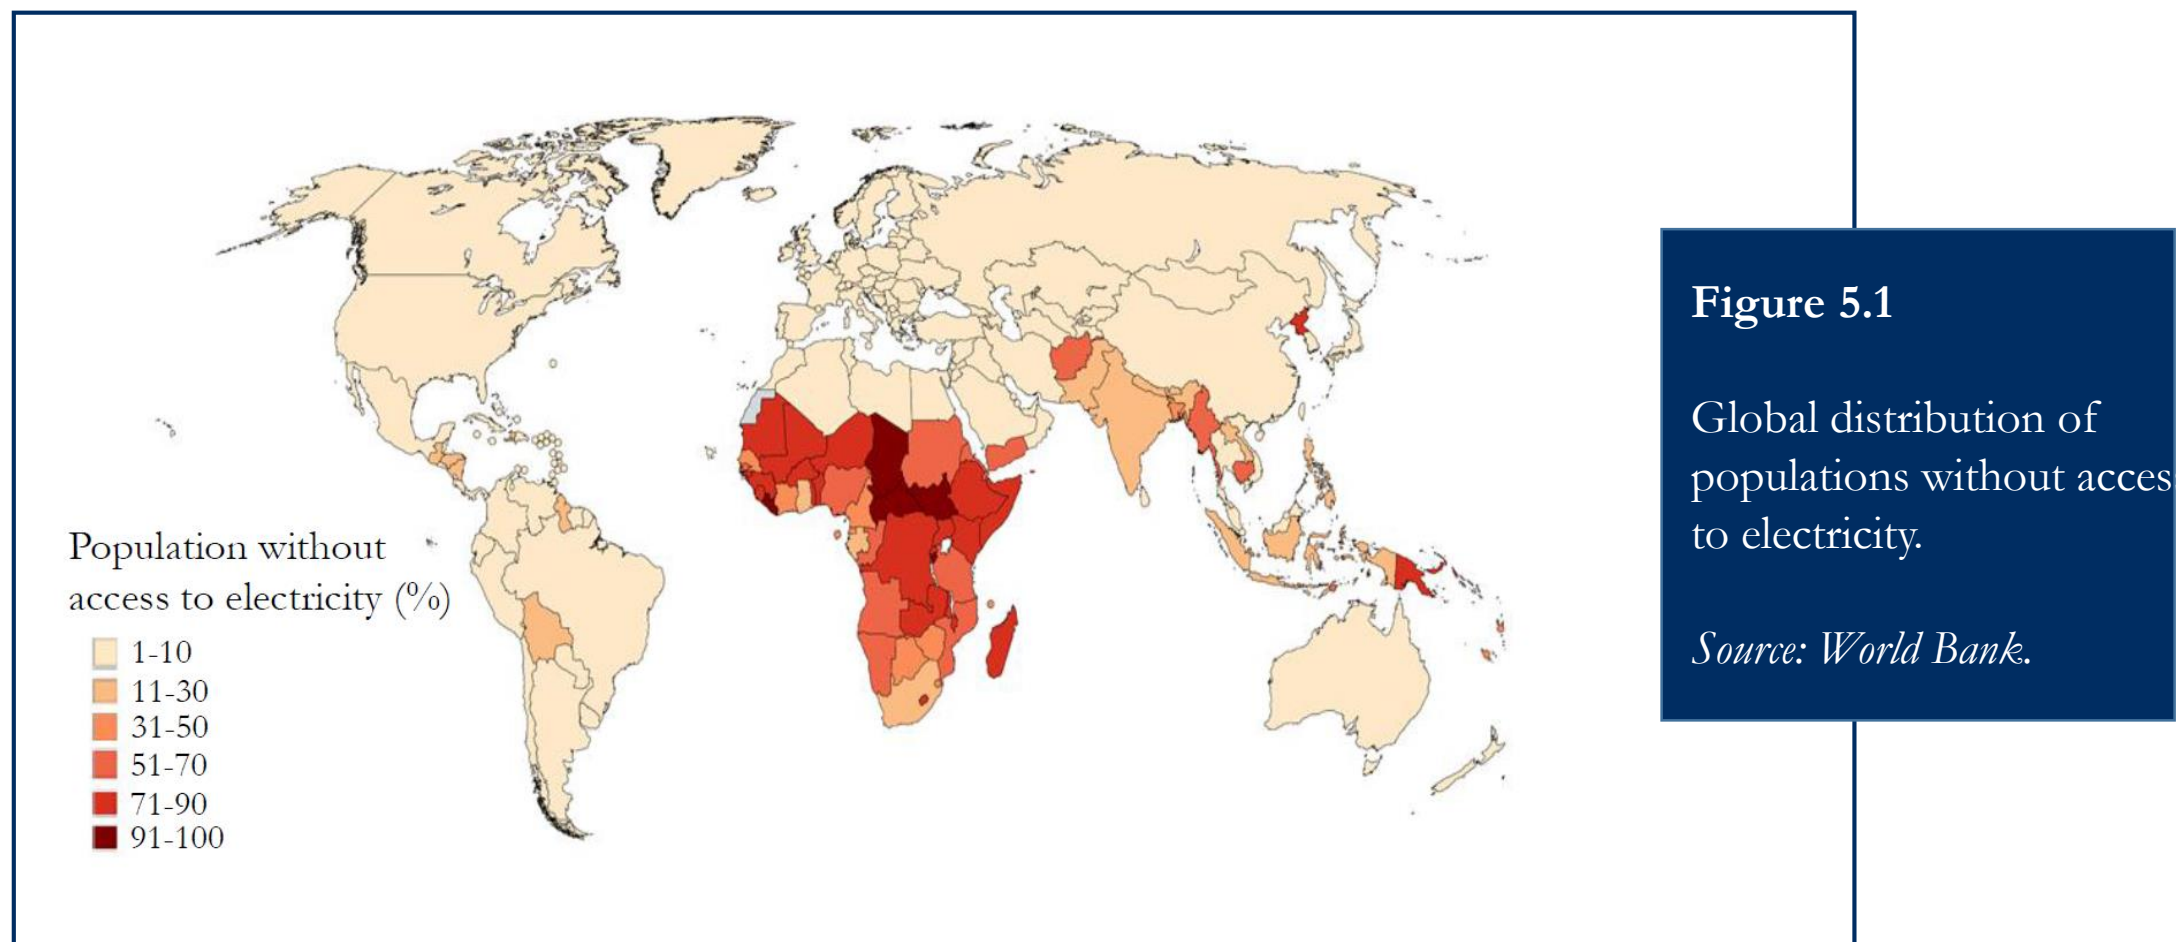 Population without
access to electricity (%)
1-10
11-30
31-50
51-70
71-90
91-100
Figure 5.1
Global distribution of
populations without acces
to electricity.
Source: World Bank.